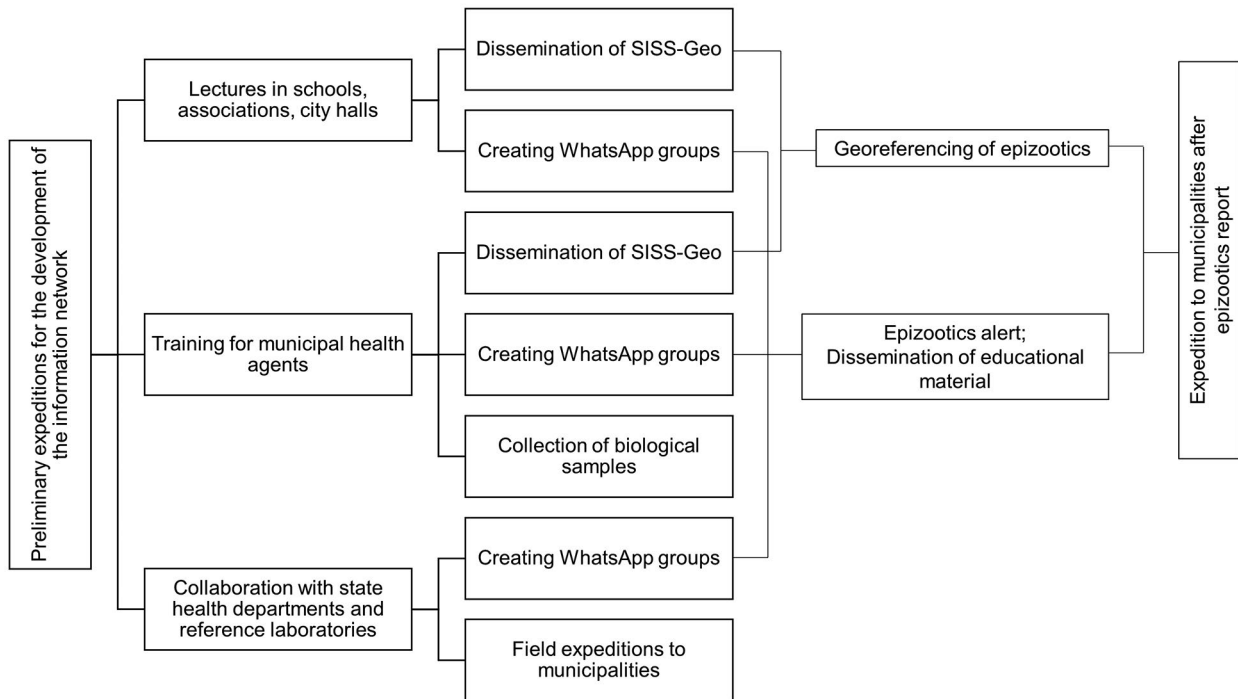 Preliminary expeditions for the development of
the information network
Lectures in schools,
associations, city halls
Training for municipal health
agents
Collaboration with state
health departments and
reference laboratories
Dissemination of SISS-Geo
Creating WhatsApp groups
Dissemination of SISS-Geo
Creating WhatsApp groups
Collection of biological
samples
Creating WhatsApp groups
Field expeditions to
municipalities
Georeferencing of epizootics
Epizootics alert;
Dissemination of educational
material
Expedition to municipalities after
epizootics report